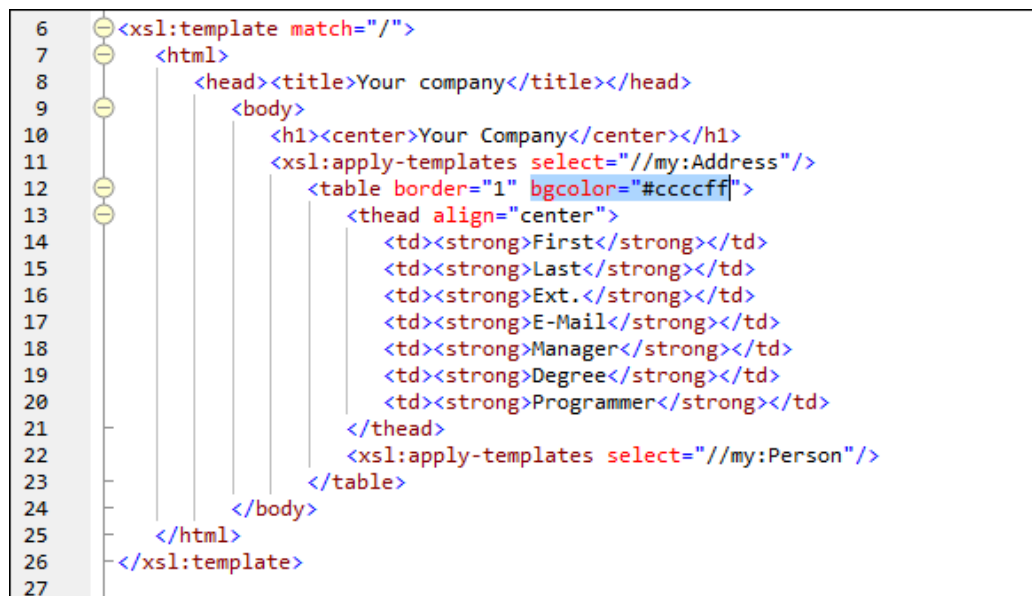 6 <xsl:template match="/">
7 <html>
8 <head><title>Your company</title></head>
9 <body>
10 <h1><center>Your Company</center></h1>
11 <xsl:apply-templates select="//my:Address"/>
12 <table border="1" bgcolor="#ccccff">
13 <thead align="center">
14 <td><strong>First</strong></td>
15 <td><strong>Last</strong></td>
16 <td><strong>Ext.</strong></td>
17 <td><strong>E-Mail</strong></td>
18 <td><strong>Manager</strong></td>
19 <td><strong>Degree</strong></td>
20 <td><strong>Programmer</strong></td>
21 </thead>
22 <xsl:apply-templates select="//my:Person"/>
23 </table>
24 </body>
25 </html>
26 </xsl:template>
27